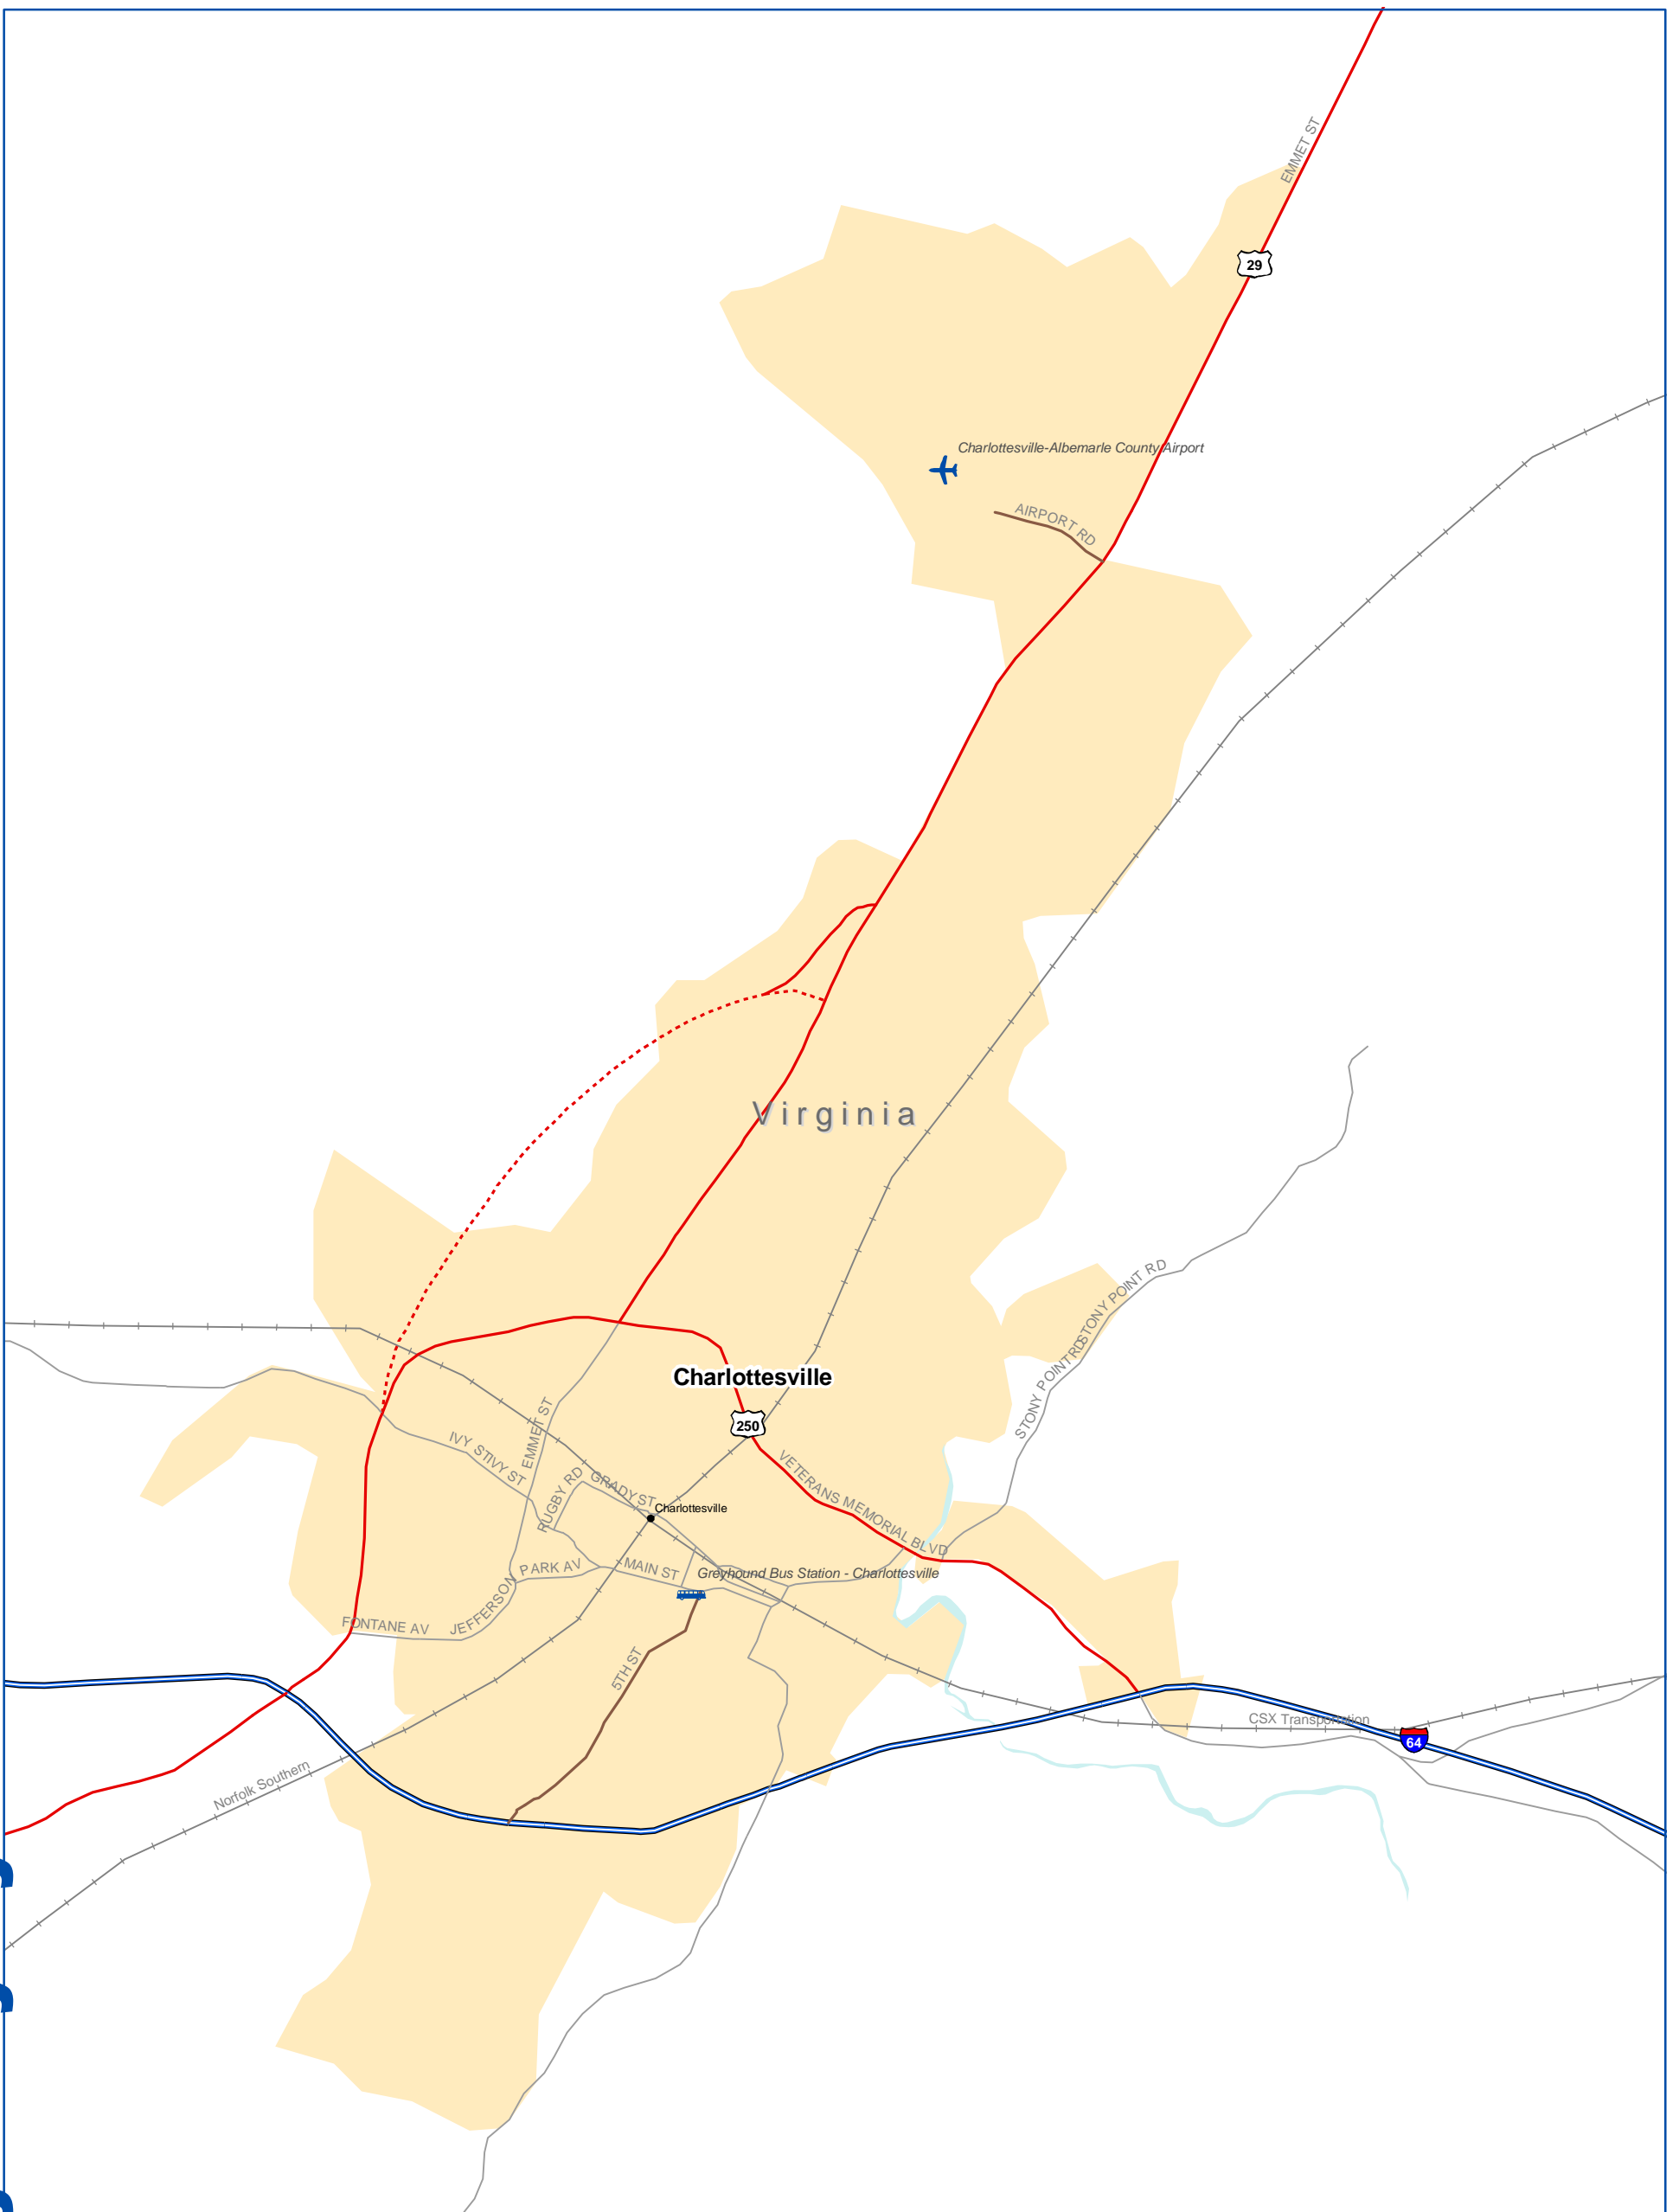 EMMET ST
29
Charlottesville-Albemarle County Airport
AIRPORT RD
Virginia
STONY POINT RD
STONY POINT RD
Charlottesville
250
EMMET ST
IVY ST
IVY ST
RUGBY RD
GRADY ST
VETERANS MEMORIAL BLVD
Charlottesville
PARK AV
MAIN ST
Greyhound Bus Station - Charlottesville
JEFFERSON
FONTANE AV
5TH ST
CSX Transportation
64
Norfolk Southern